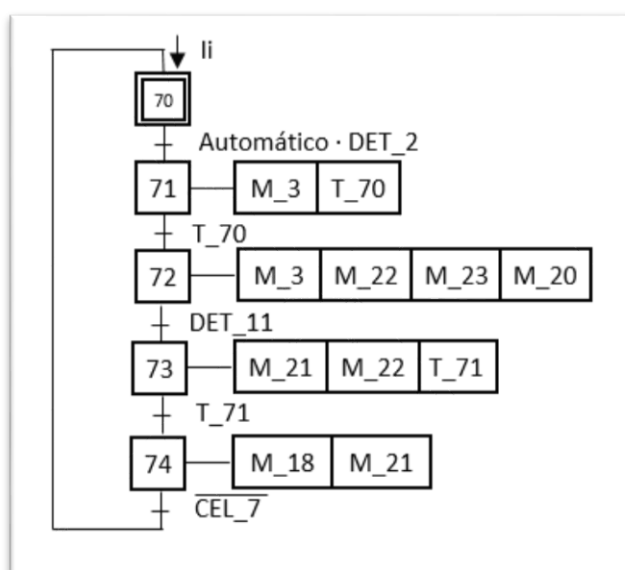 Ii
70
Automático · DET_2
71 M_3 T_70
T_70
72 M_3 M_22 M_23 M_20
DET_11
73 M_21 M_22 T_71
T_71
74 M_18 M_21
C̅E̅L̅_̅7̅